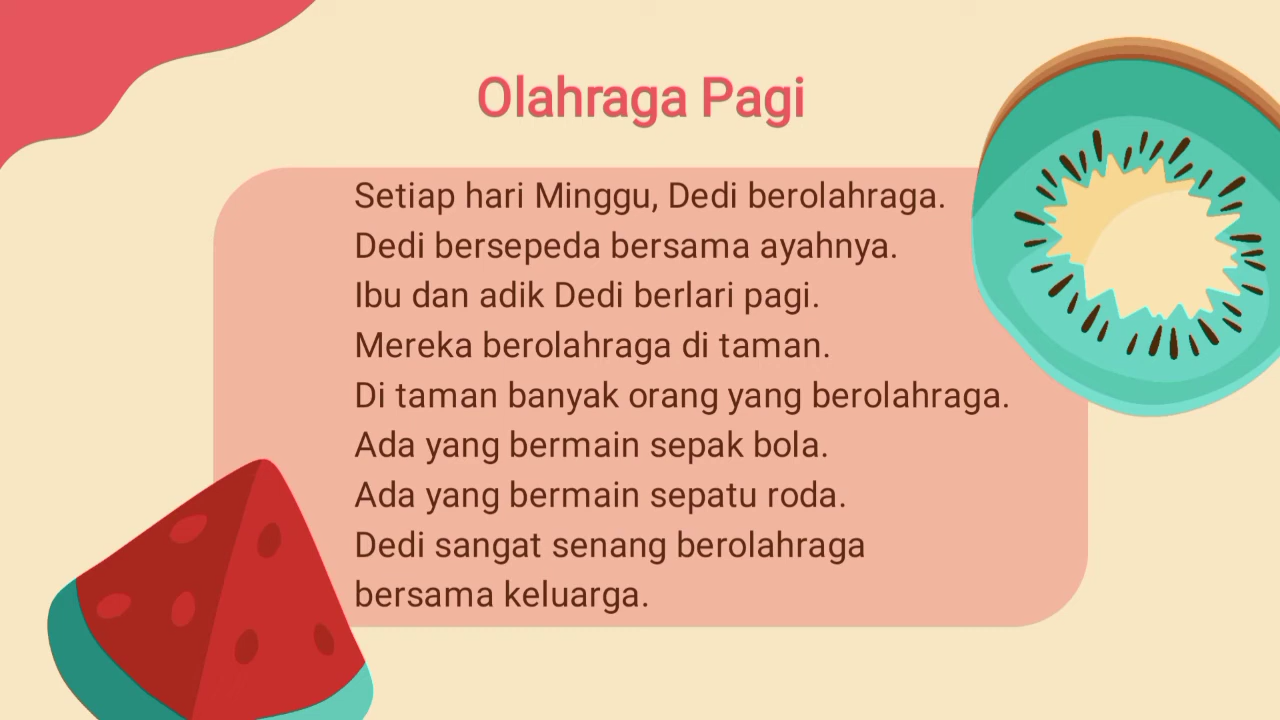 Olahraga Pagi
Setiap hari Minggu, Dedi berolahraga.
Dedi bersepeda bersama ayahnya.
Ibu dan adik Dedi berlari pagi.
Mereka berolahraga di taman.
Di taman banyak orang yang berolahraga.
Ada yang bermain sepak bola.
Ada yang bermain sepatu roda.
Dedi sangat senang berolahraga
bersama keluarga.